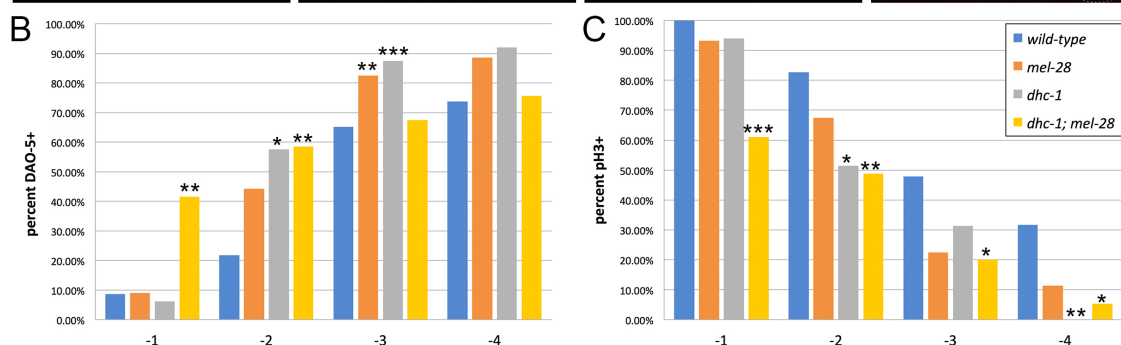 B
percent DAO-5+
100.00%
90.00%
80.00%
70.00%
60.00%
50.00%
40.00%
30.00%
20.00%
10.00%
0.00%
**
* **
** ***
-1 -2 -3 -4
C
percent pH3+
100.00%
90.00%
80.00%
70.00%
60.00%
50.00%
40.00%
30.00%
20.00%
10.00%
0.00%
***
* **
*
** *
-1 -2 -3 -4
wild-type
mel-28
dhc-1
dhc-1; mel-28